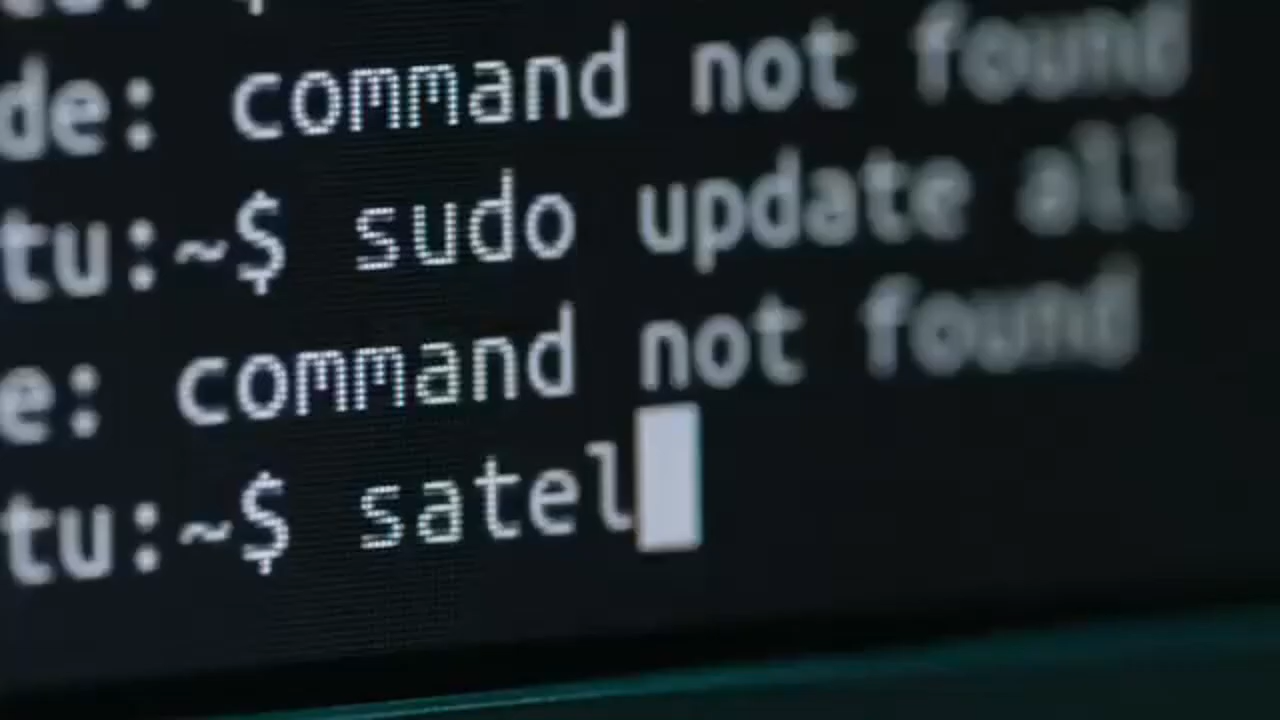 de: command not found
tu:~$ sudo update all
e: command not found
tu:~$ satel